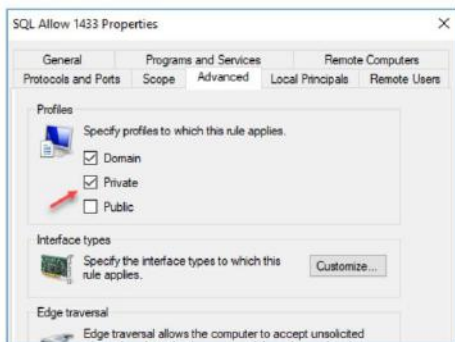 SQL Allow 1433 Properties
General Programs and Services Remote Computers
Protocols and Ports Scope Advanced Local Principals Remote Users
Profiles
Specify profiles to which this rule applies.
Domain
Private
Public
Interface types
Specify the interface types to which this
rule applies.
Customize...
Edge traversal
Edge traversal allows the computer to accept unsolicited